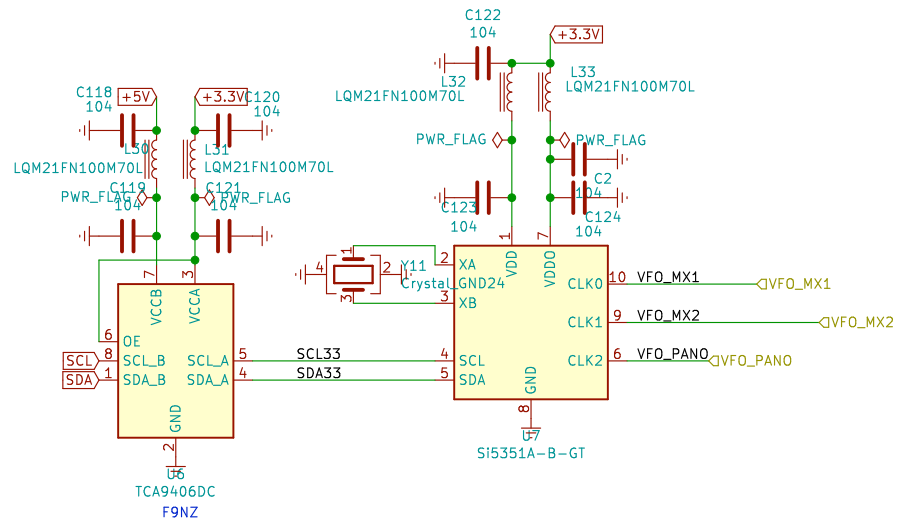 C122
104
+3.3V
L32
L33
LQM21FN100M70L
LQM21FN100M70L
C118
104
+5V
+3.3V
C120
104
L30
L31
LQM21FN100M70L
LQM21FN100M70L
PWR_FLAG
PWR_FLAG
C2
104
C119
104
C121
104
PWR_FLAG
PWR_FLAG
C123
104
C124
104
1
7
VDD
VDDO
7
3
VCCB
VCCA
1
4
2
3
Y11
Crystal_GND24
2
XA
3
XB
CLK0
10
VFO_MX1
VFO_MX1
CLK1
9
VFO_MX2
VFO_MX2
CLK2
6
VFO_PANO
VFO_PANO
6
OE
SCL
8
SCL_B
SCL_A
5
SCL33
4
SCL
SDA
1
SDA_B
SDA_A
4
SDA33
5
SDA
GND
8
U7
Si5351A-B-GT
GND
2
U6
TCA9406DC
F9NZ